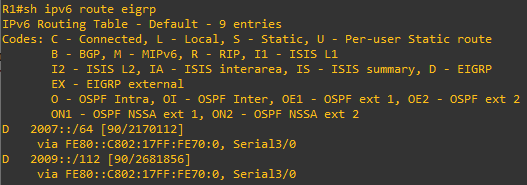 R1#sh ipv6 route eigrp
IPv6 Routing Table - Default - 9 entries
Codes: C - Connected, L - Local, S - Static, U - Per-user Static route
       B - BGP, M - MIPv6, R - RIP, I1 - ISIS L1
       I2 - ISIS L2, IA - ISIS interarea, IS - ISIS summary, D - EIGRP
       EX - EIGRP external
       O - OSPF Intra, OI - OSPF Inter, OE1 - OSPF ext 1, OE2 - OSPF ext 2
       ON1 - OSPF NSSA ext 1, ON2 - OSPF NSSA ext 2
D   2007::/64 [90/2170112]
     via FE80::C802:17FF:FE70:0, Serial3/0
D   2009::/112 [90/2681856]
     via FE80::C802:17FF:FE70:0, Serial3/0